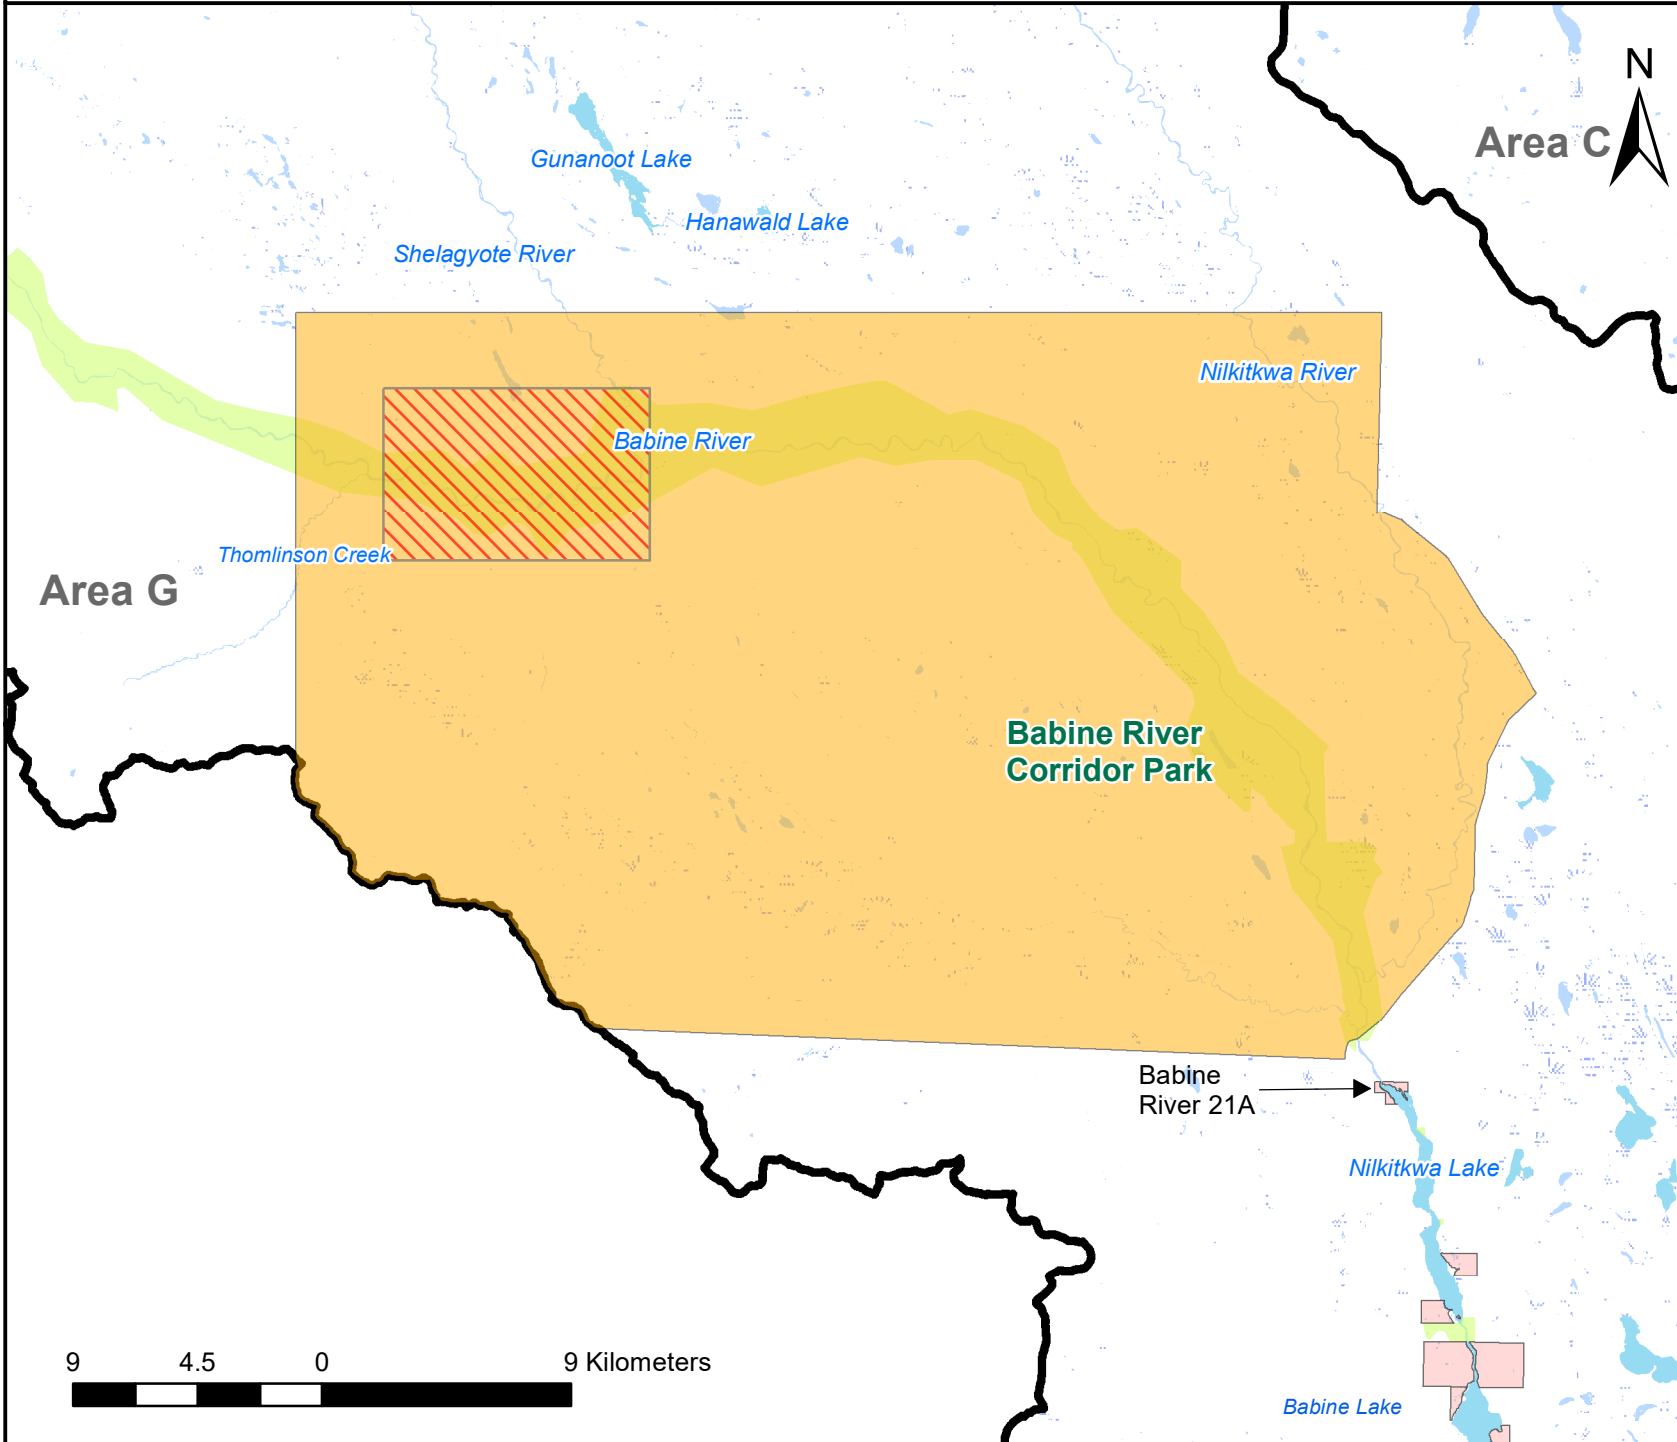 N
Area C
Gunanoot Lake
Hanawald Lake
Shelagyote River
Nilkitkwa River
Babine River
Thomlinson Creek
Area G
Babine River
Corridor Park
Babine
River 21A
Nilkitkwa Lake
9 4.5 0 9 Kilometers
Babine Lake